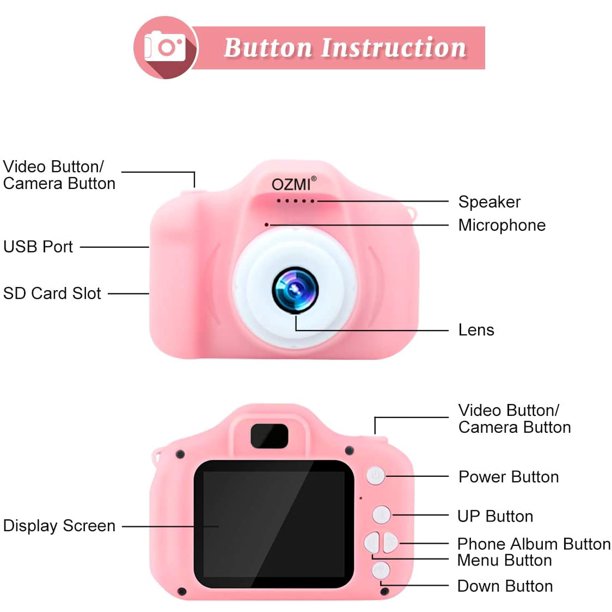 Button Instruction
Video Button/
Camera Button
USB Port
SD Card Slot
OZMI®
Speaker
Microphone
Lens
Video Button/
Camera Button
Power Button
UP Button
Display Screen
Phone Album Button
Menu Button
Down Button